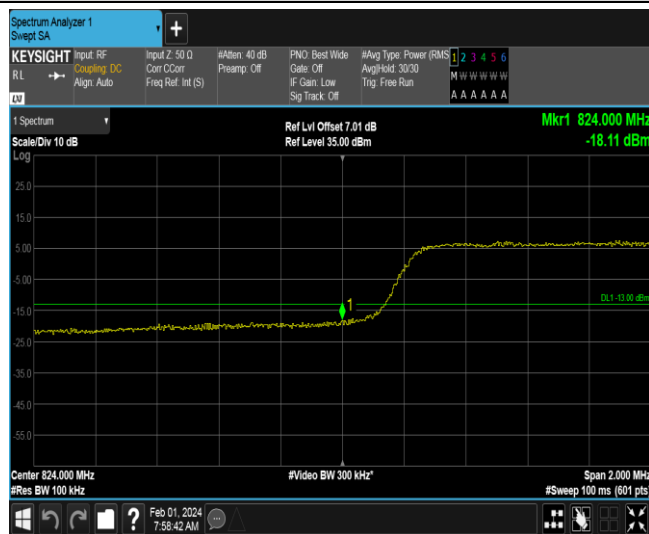 Spectrum Analyzer 1
Swept SA
KEYSIGHT
RL
Input: RF
Coupling: DC
Align: Auto
Input Z: 50 Ω
Corr CCorr
Freq Ref: Int (S)
#Atten: 40 dB
Preamp: Off
PNO: Best Wide
Gate: Off
IF Gain: Low
Sig Track: Off
#Avg Type: Power (RMS
Avg|Hold: 30/30
Trig: Free Run
1 2 3 4 5 6
M W W W W W
A A A A A A
LXI
1 Spectrum
Scale/Div 10 dB
Ref Lvl Offset 7.01 dB
Ref Level 35.00 dBm
Mkr1 824.000 MHz
-18.11 dBm
Log
25.0
15.0
5.00
-5.00
DL1 -13.00 dBm
1
-15.0
-25.0
-35.0
-45.0
-55.0
Center 824.000 MHz
#Res BW 100 kHz
#Video BW 300 kHz*
Span 2.000 MHz
#Sweep 100 ms (601 pts)
?
Feb 01, 2024
7:58:42 AM